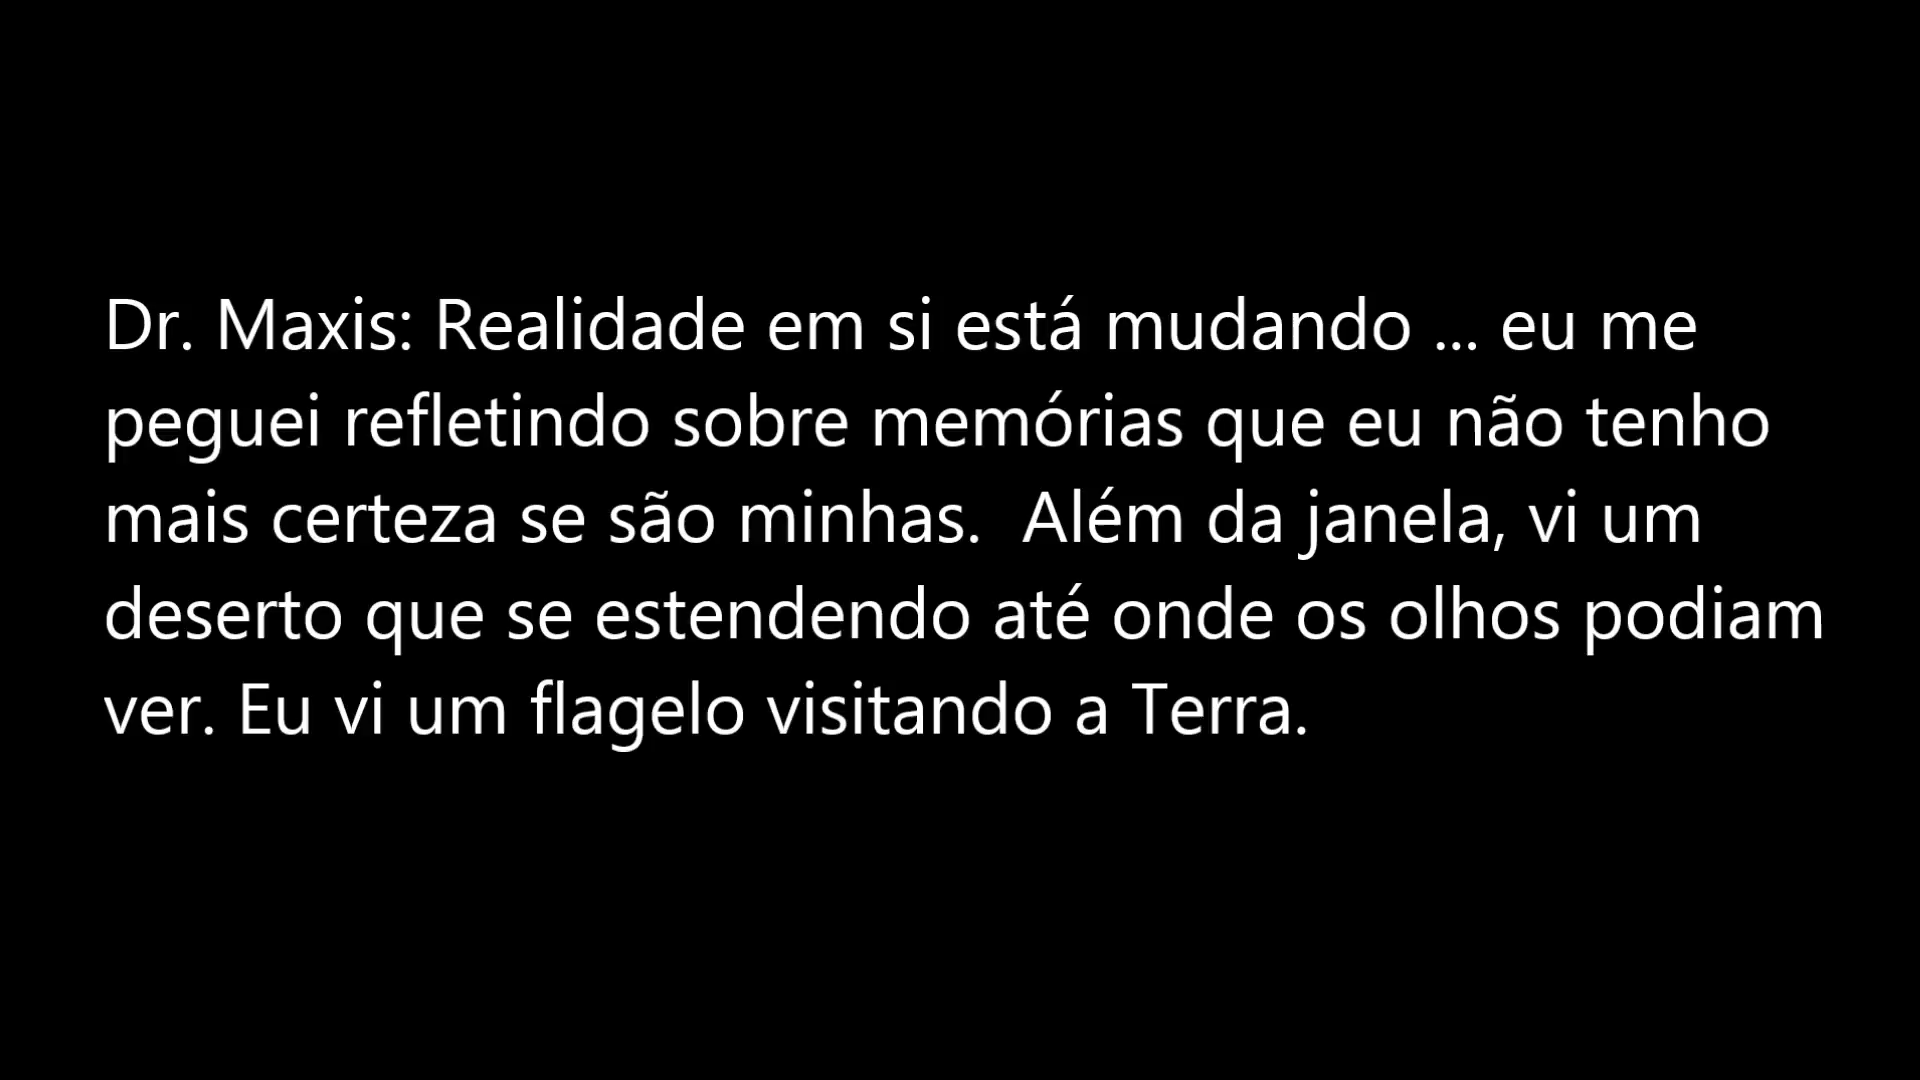 Dr. Maxis: Realidade em si está mudando ... eu me
peguei refletindo sobre memórias que eu não tenho
mais certeza se são minhas.  Além da janela, vi um
deserto que se estendendo até onde os olhos podiam
ver. Eu vi um flagelo visitando a Terra.